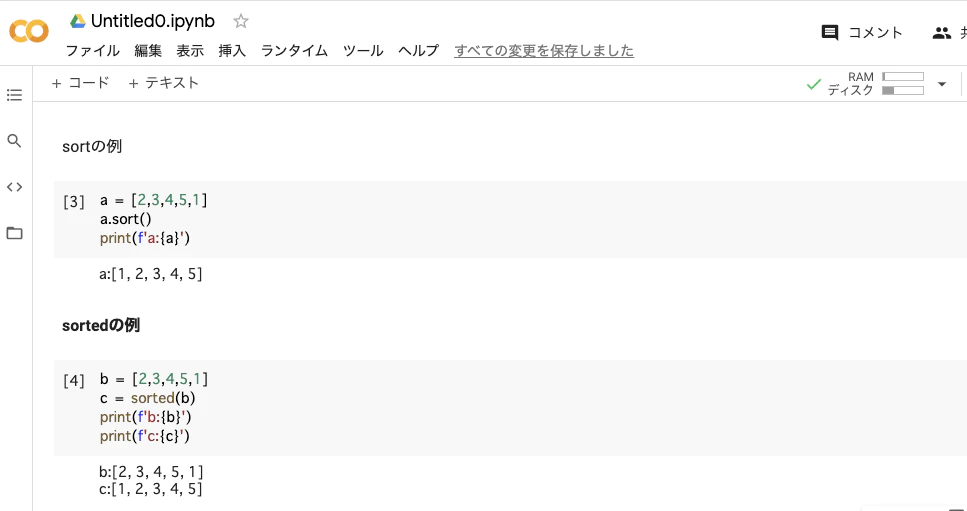 Untitled0.ipynb
コメント
ファイル 編集 表示 挿入 ランタイム ツール ヘルプ すべての変更を保存しました
+ コード + テキスト
RAM
ディスク
sortの例
[3] a = [2,3,4,5,1]
a.sort()
print(f'a:{a}')
a:[1, 2, 3, 4, 5]
sortedの例
[4] b = [2,3,4,5,1]
c = sorted(b)
print(f'b:{b}')
print(f'c:{c}')
b:[2, 3, 4, 5, 1]
c:[1, 2, 3, 4, 5]